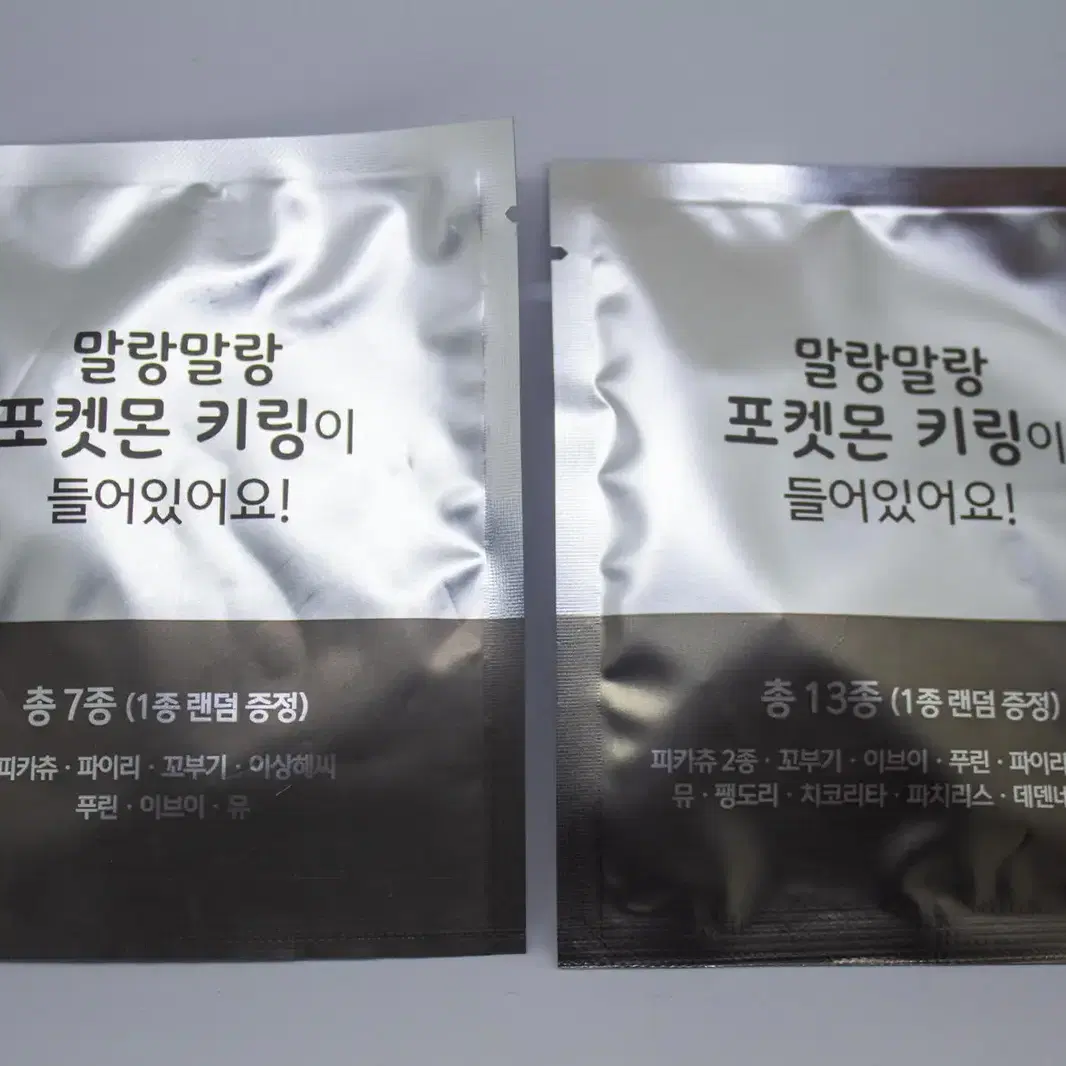 말랑말랑
포켓몬 키링이
들어있어요!
총 7종 (1종 랜덤 증정)
피카츄 · 파이리 · 꼬부기 · 이상해씨
푸린 · 이브이 · 뮤
말랑말랑
포켓몬 키링이
들어있어요!
총 13종 (1종 랜덤 증정)
피카츄 2종 · 꼬부기 · 이브이 · 푸린 · 파이리
뮤 · 팽도리 · 치코리타 · 파치리스 · 데덴네